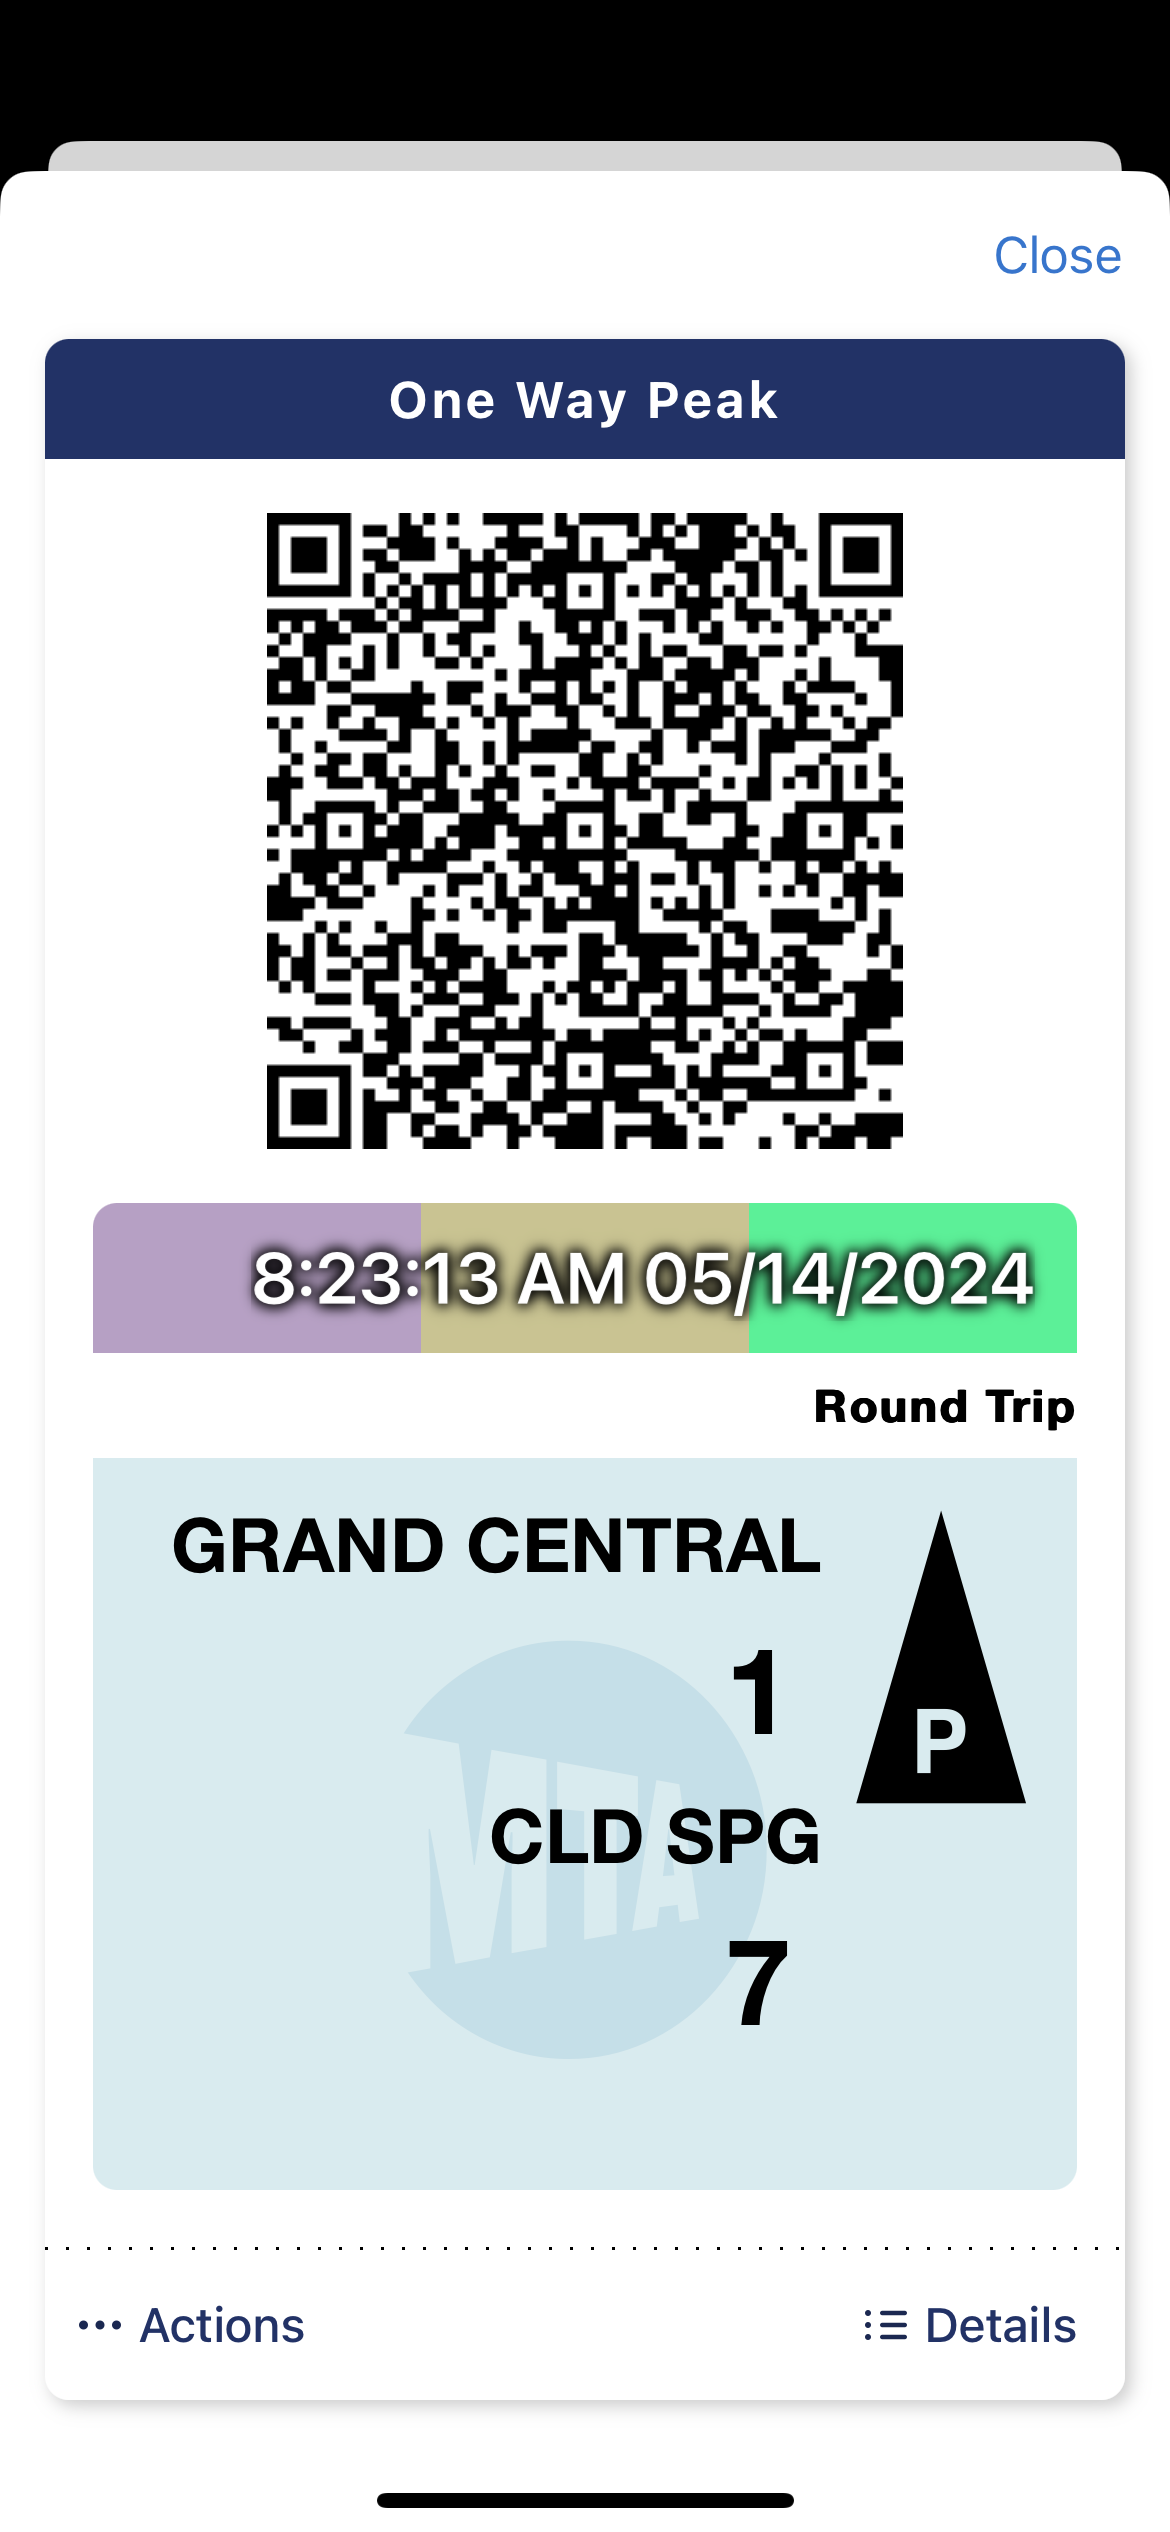 Close
One Way Peak
8:23:13 AM 05/14/2024
Round Trip
GRAND CENTRAL
1
P
MTA
CLD SPG
7
Actions
Details